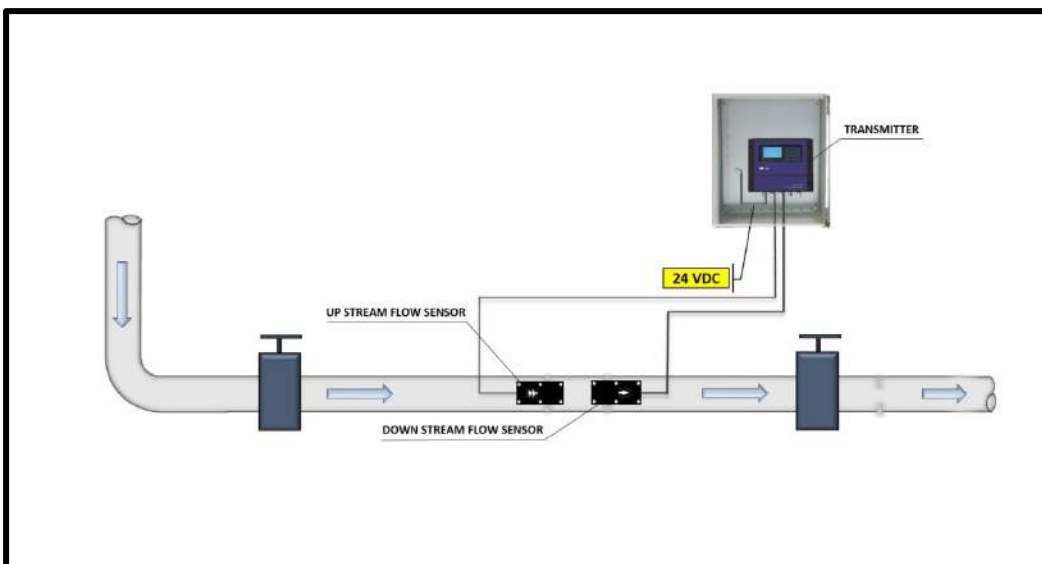 TRANSMITTER
24 VDC
UP STREAM FLOW SENSOR
DOWN STREAM FLOW SENSOR